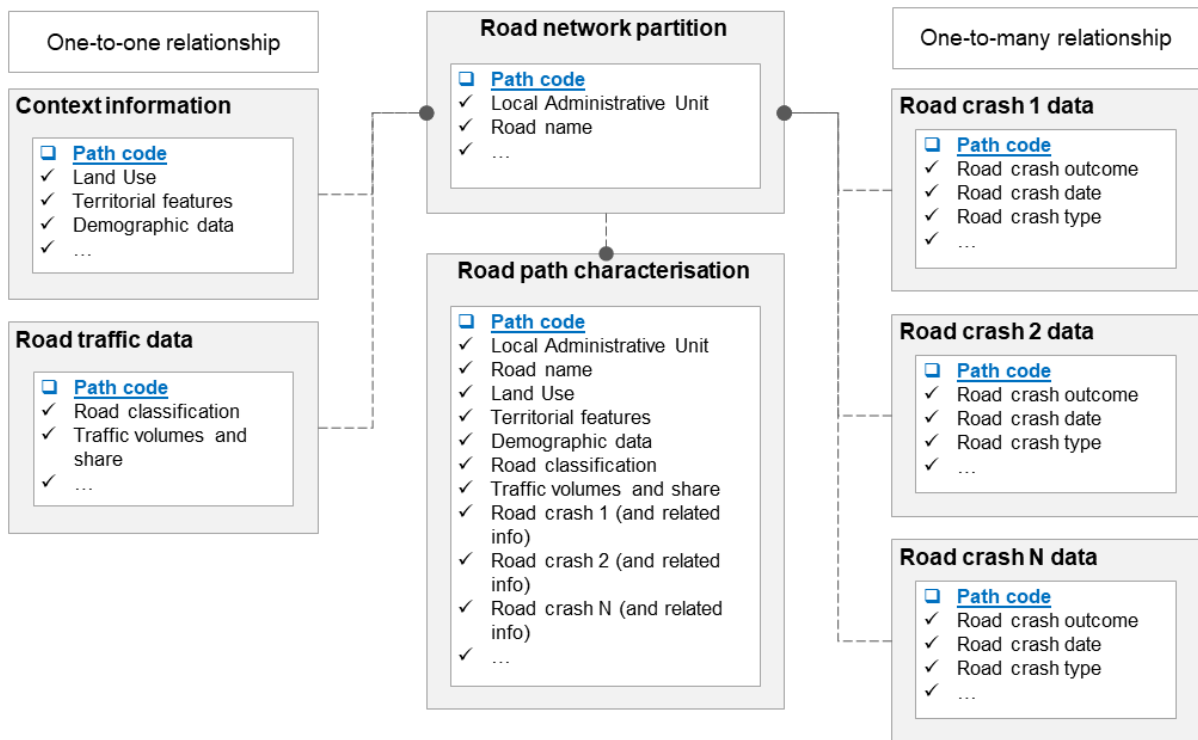 One-to-one relationship
Context information
Path code
Land Use
Territorial features
Demographic data
…
Road traffic data
Path code
Road classification
Traffic volumes and
share
…
Road network partition
Path code
Local Administrative Unit
Road name
…
Road path characterisation
Path code
Local Administrative Unit
Road name
Land Use
Territorial features
Demographic data
Road classification
Traffic volumes and share
Road crash 1 (and related
info)
Road crash 2 (and related
info)
Road crash N (and related
info)
…
One-to-many relationship
Road crash 1 data
Path code
Road crash outcome
Road crash date
Road crash type
…
Road crash 2 data
Path code
Road crash outcome
Road crash date
Road crash type
…
Road crash N data
Path code
Road crash outcome
Road crash date
Road crash type
…